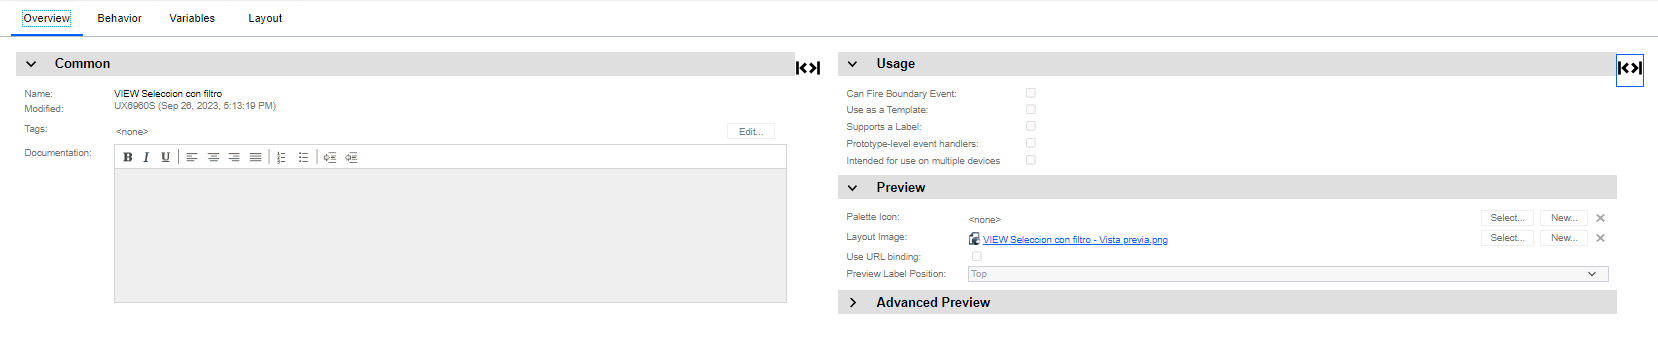 Overview Behavior Variables Layout
Common
Name: VIEW Seleccion con filtro
Modified: UX6960S (Sep 26, 2023, 5:13:19 PM)
Tags: <none> Edit...
Documentation:
B I U
Usage
Can Fire Boundary Event:
Use as a Template:
Supports a Label:
Prototype-level event handlers:
Intended for use on multiple devices
Preview
Palette Icon: <none> Select... New...
Layout Image: VIEW Seleccion con filtro - Vista previa.png Select... New...
Use URL binding:
Preview Label Position: Top
Advanced Preview